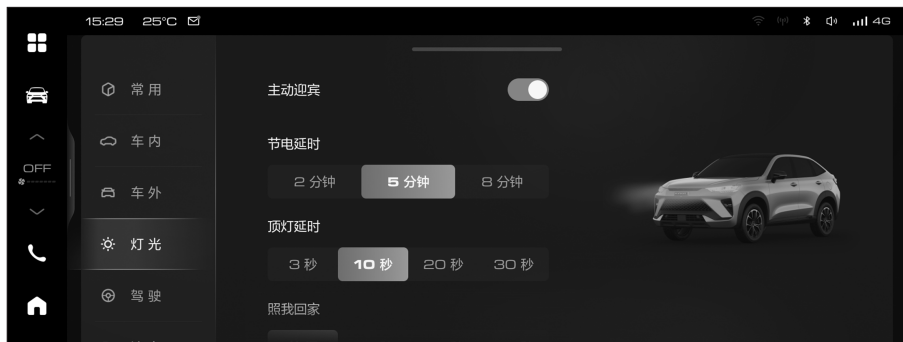 15:29 25°C 4G
常用
主动迎宾
车内
节电延时
OFF
2 分钟 5 分钟 8 分钟
车外
顶灯延时
灯光
3 秒 10 秒 20 秒 30 秒
驾驶
照我回家